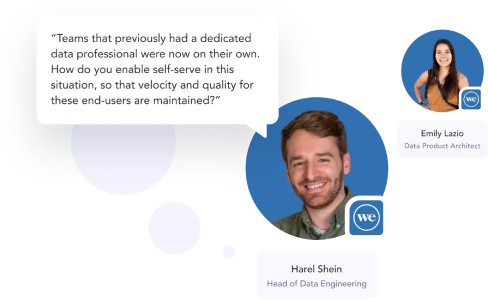 “Teams that previously had a dedicated
data professional were now on their own.
How do you enable self-serve in this
situation, so that velocity and quality for
these end-users are maintained?”
we
Emily Lazio
Data Product Architect
we
Harel Shein
Head of Data Engineering